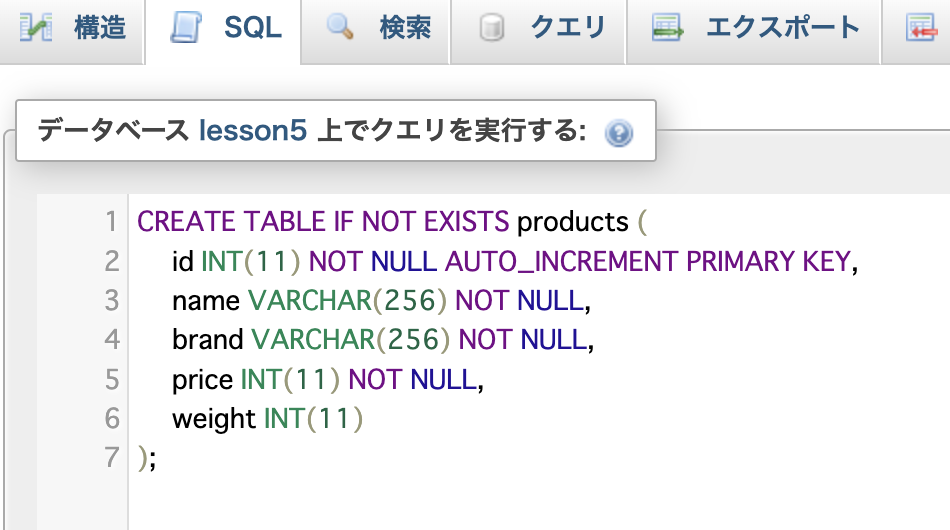 構造 SQL 検索 クエリ エクスポート
データベース lesson5 上でクエリを実行する:
1 CREATE TABLE IF NOT EXISTS products (
2 id INT(11) NOT NULL AUTO_INCREMENT PRIMARY KEY,
3 name VARCHAR(256) NOT NULL,
4 brand VARCHAR(256) NOT NULL,
5 price INT(11) NOT NULL,
6 weight INT(11)
7 );